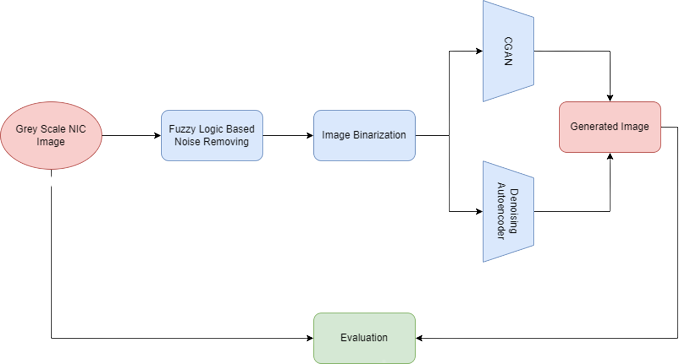 Grey Scale NIC
Image
Fuzzy Logic Based
Noise Removing
Image Binarization
CGAN
Denoising
Autoencoder
Generated Image
Evaluation